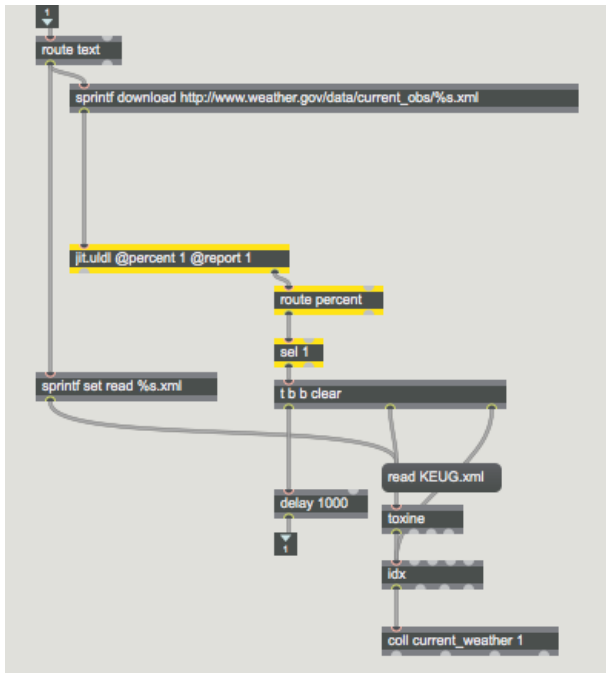 1
route text
sprintf download http://www.weather.gov/data/current_obs/%s.xml
jit.uldl @percent 1 @report 1
route percent
sel 1
sprintf set read %s.xml
t b b clear
read KEUG.xml
delay 1000
toxine
1
idx
coll current_weather 1